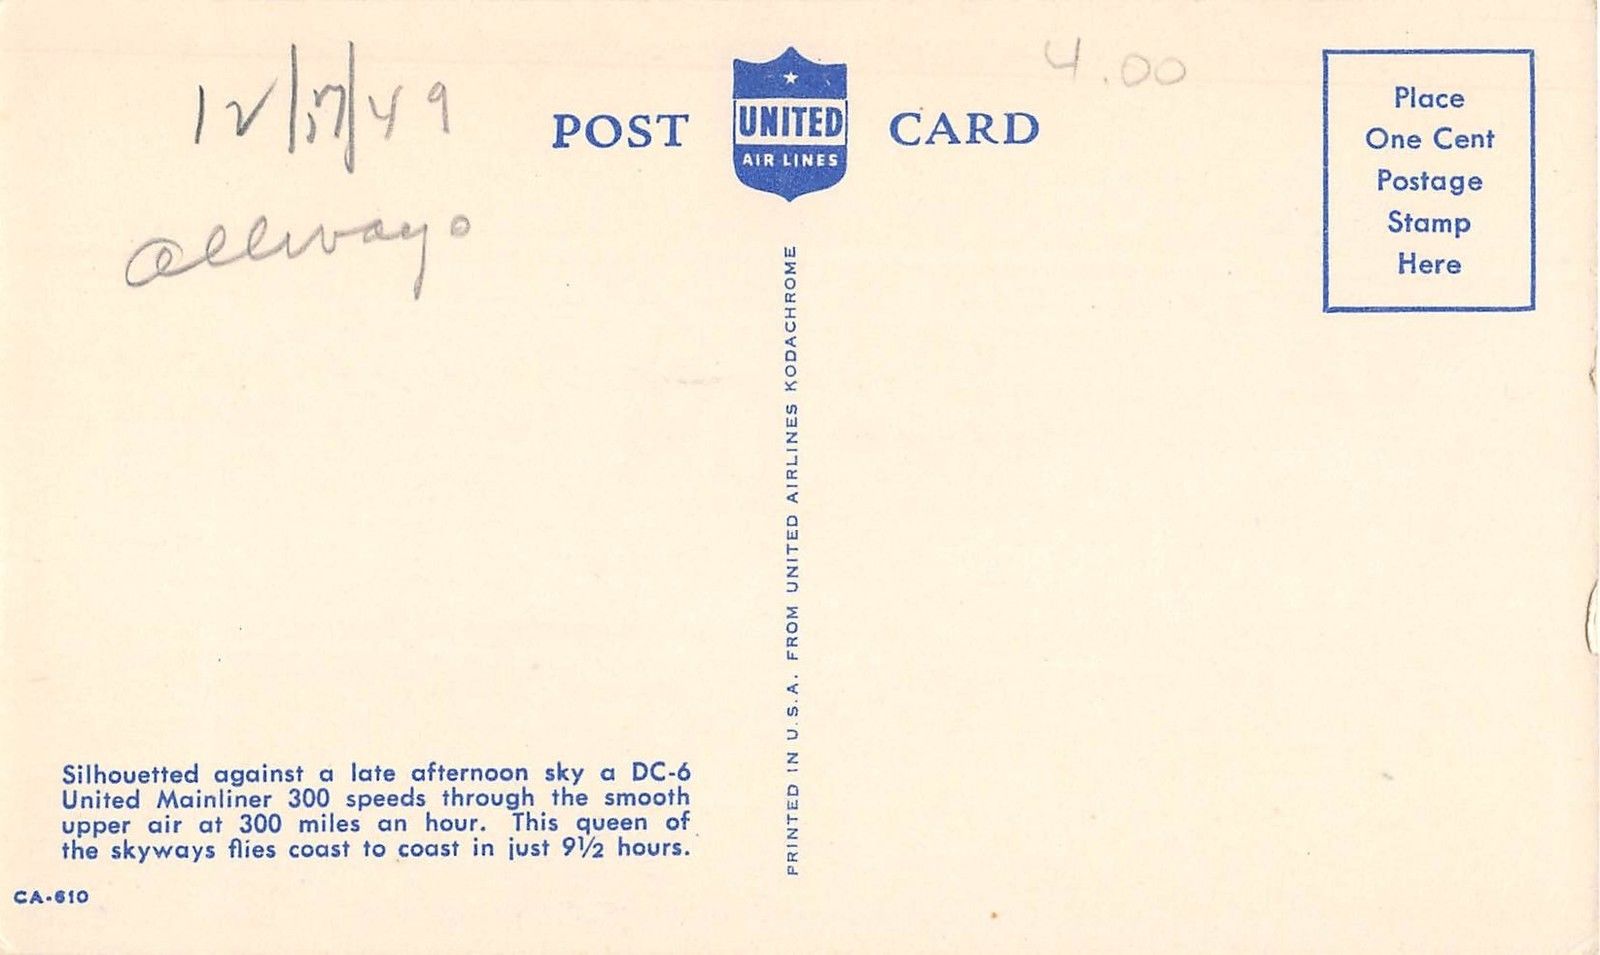 12/17/49
allways
4.00
POST
UNITED
AIR LINES
CARD
Place
One Cent
Postage
Stamp
Here
PRINTED IN U.S.A. FROM UNITED AIRLINES KODACHROME
Silhouetted against a late afternoon sky a DC-6
United Mainliner 300 speeds through the smooth
upper air at 300 miles an hour. This queen of
the skyways flies coast to coast in just 9½ hours.
CA-610